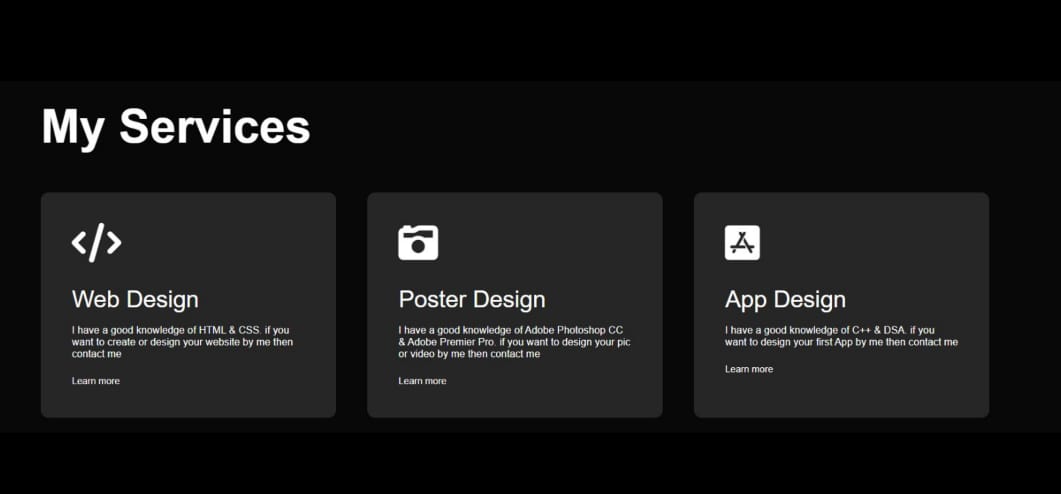 My Services
Web Design
I have a good knowledge of HTML & CSS. if you
want to create or design your website by me then
contact me
Learn more
Poster Design
I have a good knowledge of Adobe Photoshop CC
& Adobe Premier Pro. if you want to design your pic
or video by me then contact me
Learn more
App Design
I have a good knowledge of C++ & DSA. if you
want to design your first App by me then contact me
Learn more